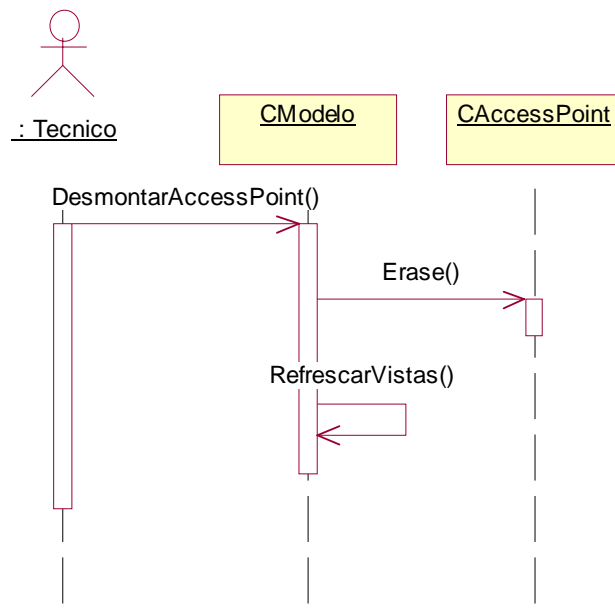 : Tecnico
CModelo
CAccessPoint
DesmontarAccessPoint()
Erase()
RefrescarVistas()